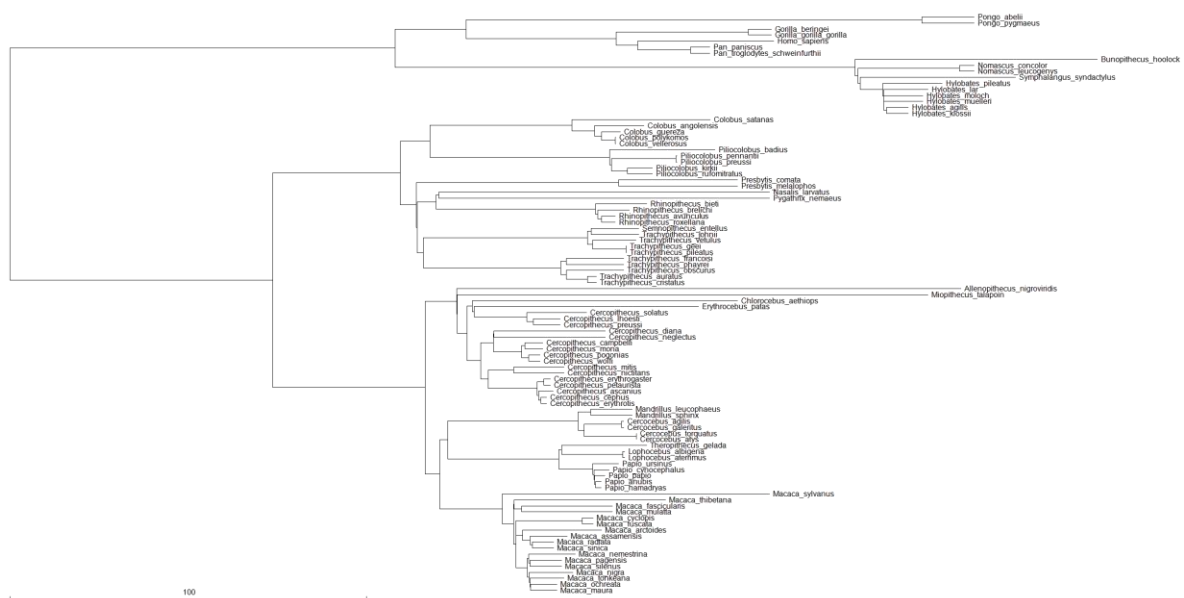 Pongo_abelii
Pongo_pygmaeus
Gorilla_beringei
Gorilla_gorilla_gorilla
Homo_sapiens
Pan_paniscus
Pan_troglodytes_schweinfurthii
Bunopithecus_hoolock
Nomascus_concolor
Nomascus_leucogenys
Symphalangus_syndactylus
Hylobates_pileatus
Hylobates_lar
Hylobates_moloch
Hylobates_muelleri
Hylobates_agilis
Hylobates_klossii
Colobus_satanas
Colobus_angolensis
Colobus_guereza
Colobus_polykomos
Colobus_vellerosus
Piliocolobus_badius
Piliocolobus_pennantii
Piliocolobus_preussi
Piliocolobus_kirkii
Piliocolobus_rufomitratus
Presbytis_comata
Presbytis_melalophos
Nasalis_larvatus
Pygathrix_nemaeus
Rhinopithecus_bieti
Rhinopithecus_brelichi
Rhinopithecus_avunculus
Rhinopithecus_roxellana
Semnopithecus_entellus
Trachypithecus_johnii
Trachypithecus_vetulus
Trachypithecus_geei
Trachypithecus_pileatus
Trachypithecus_francoisi
Trachypithecus_phayrei
Trachypithecus_obscurus
Trachypithecus_auratus
Trachypithecus_cristatus
Allenopithecus_nigroviridis
Miopithecus_talapoin
Chlorocebus_aethiops
Erythrocebus_patas
Cercopithecus_solatus
Cercopithecus_lhoesti
Cercopithecus_preussi
Cercopithecus_diana
Cercopithecus_neglectus
Cercopithecus_campbelli
Cercopithecus_mona
Cercopithecus_pogonias
Cercopithecus_wolfi
Cercopithecus_mitis
Cercopithecus_nictitans
Cercopithecus_erythrogaster
Cercopithecus_petaurista
Cercopithecus_ascanius
Cercopithecus_cephus
Cercopithecus_erythrotis
Mandrillus_leucophaeus
Mandrillus_sphinx
Cercocebus_agilis
Cercocebus_galeritus
Cercocebus_torquatus
Cercocebus_atys
Theropithecus_gelada
Lophocebus_albigena
Lophocebus_aterrimus
Papio_ursinus
Papio_cynocephalus
Papio_papio
Papio_anubis
Papio_hamadryas
Macaca_sylvanus
Macaca_thibetana
Macaca_fascicularis
Macaca_mulatta
Macaca_cyclopis
Macaca_fuscata
Macaca_arctoides
Macaca_assamensis
Macaca_radiata
Macaca_sinica
Macaca_nemestrina
Macaca_pagensis
Macaca_silenus
Macaca_nigra
Macaca_tonkeana
Macaca_ochreata
Macaca_maura
100